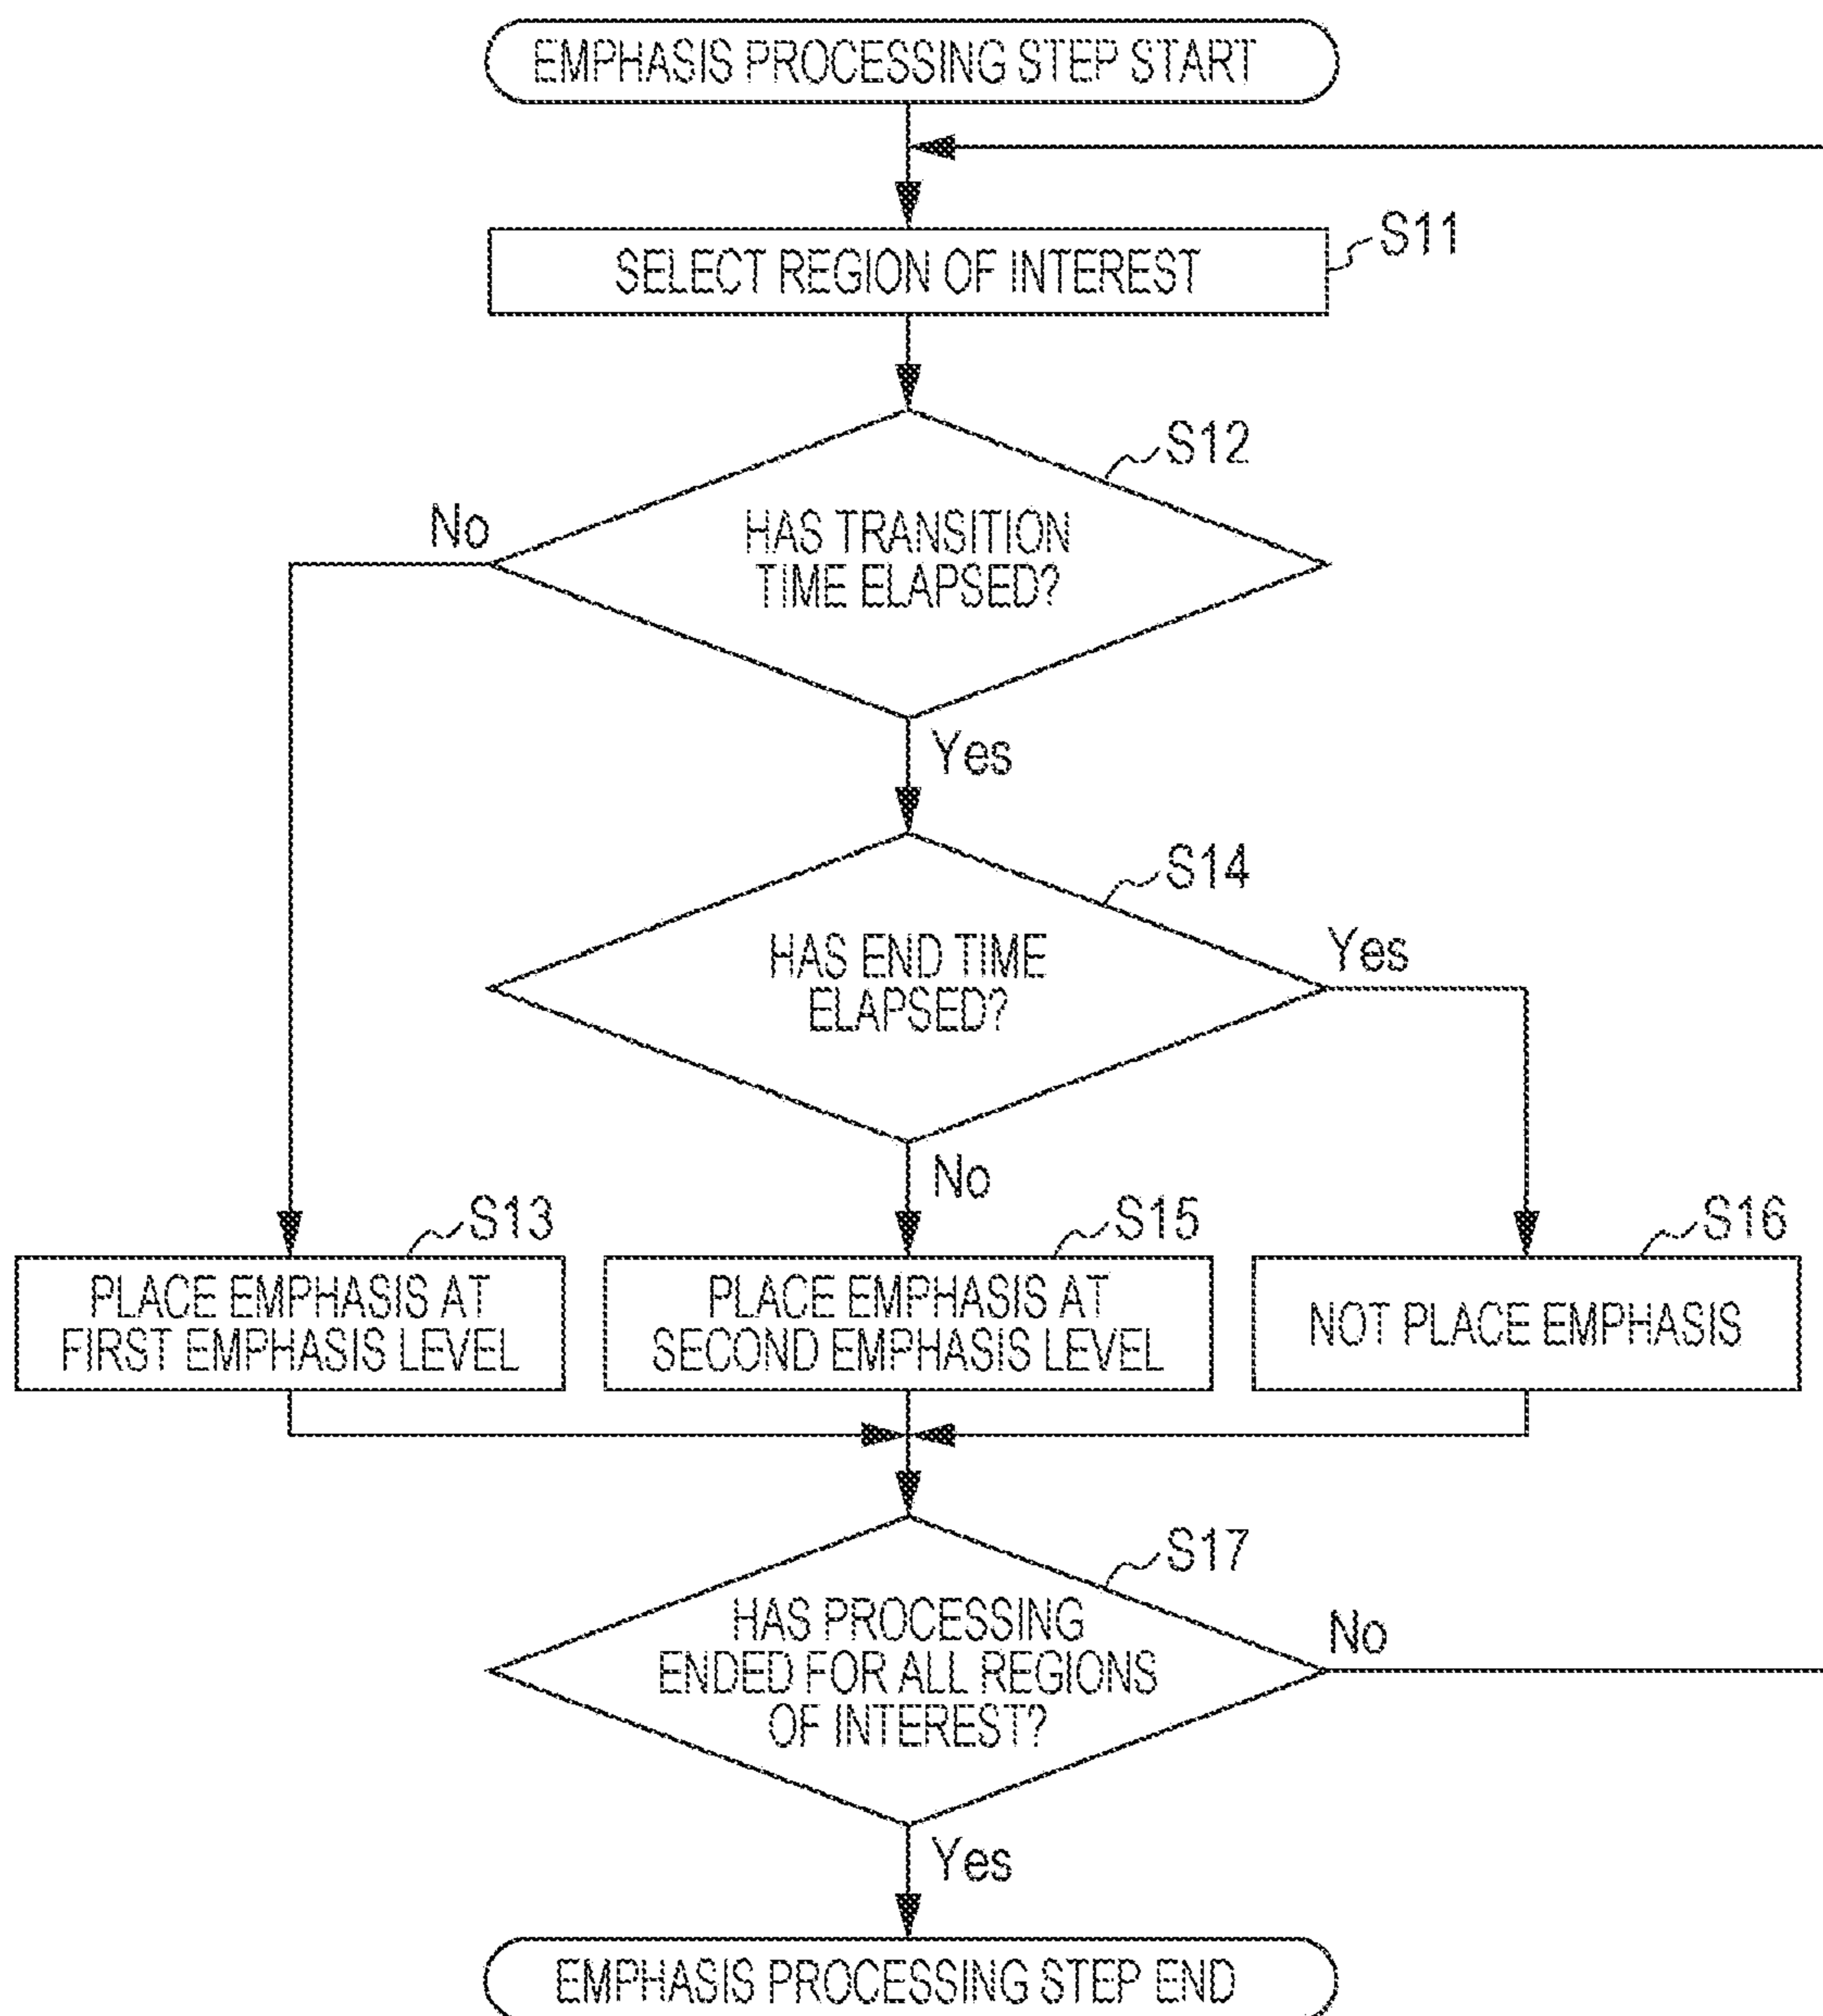 EMPHASIS PROCESSING STEP START
SELECT REGION OF INTEREST
S11
S12
No
HAS TRANSITION
TIME ELAPSED?
Yes
S14
HAS END TIME
ELAPSED?
Yes
No
S13
PLACE EMPHASIS AT
FIRST EMPHASIS LEVEL
S15
PLACE EMPHASIS AT
SECOND EMPHASIS LEVEL
S16
NOT PLACE EMPHASIS
S17
HAS PROCESSING
ENDED FOR ALL REGIONS
OF INTEREST?
No
Yes
EMPHASIS PROCESSING STEP END